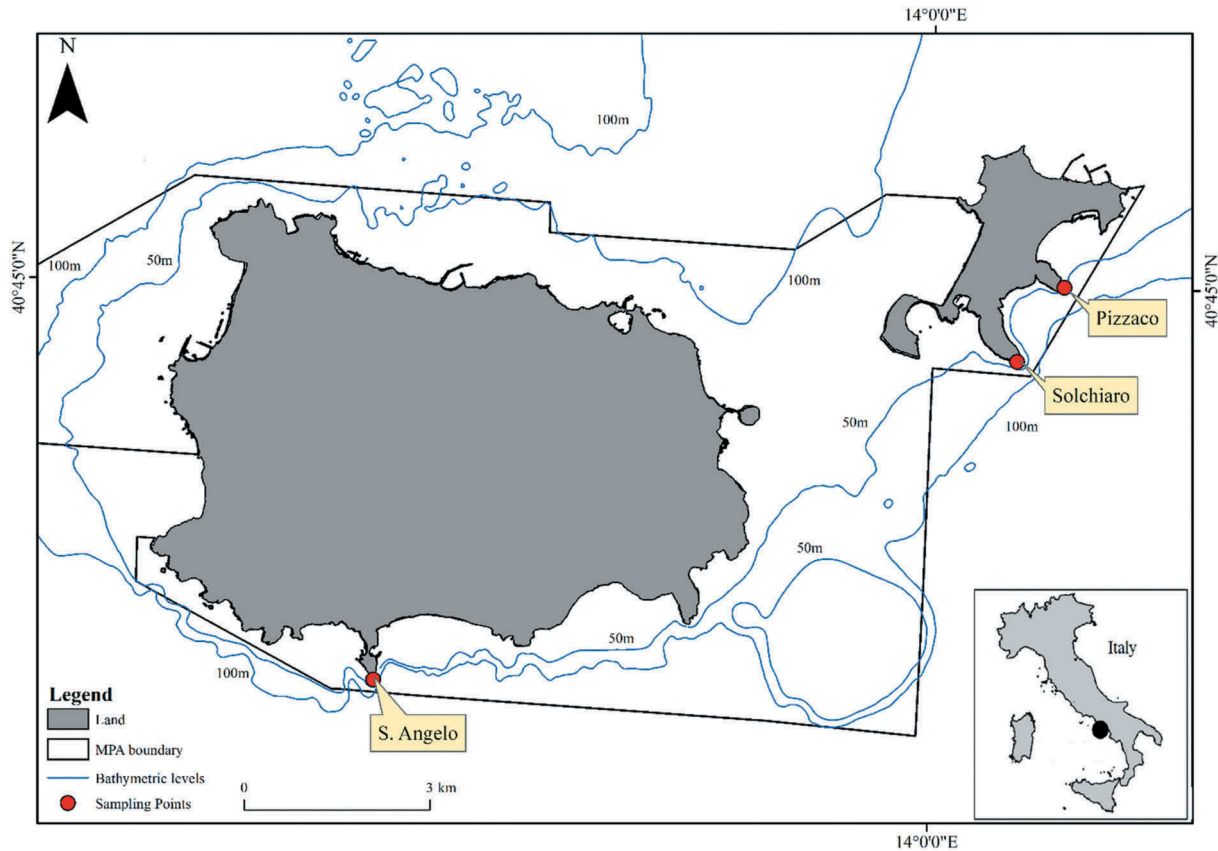 14°0'0"E
N
100m
100m
50m
100m
40°45'0"N
40°45'0"N
Pizzaco
Solchiaro
50m
100m
50m
50m
100m
Italy
S. Angelo
Legend
Land
MPA boundary
Bathymetric levels
Sampling Points
0
3 km
14°0'0"E